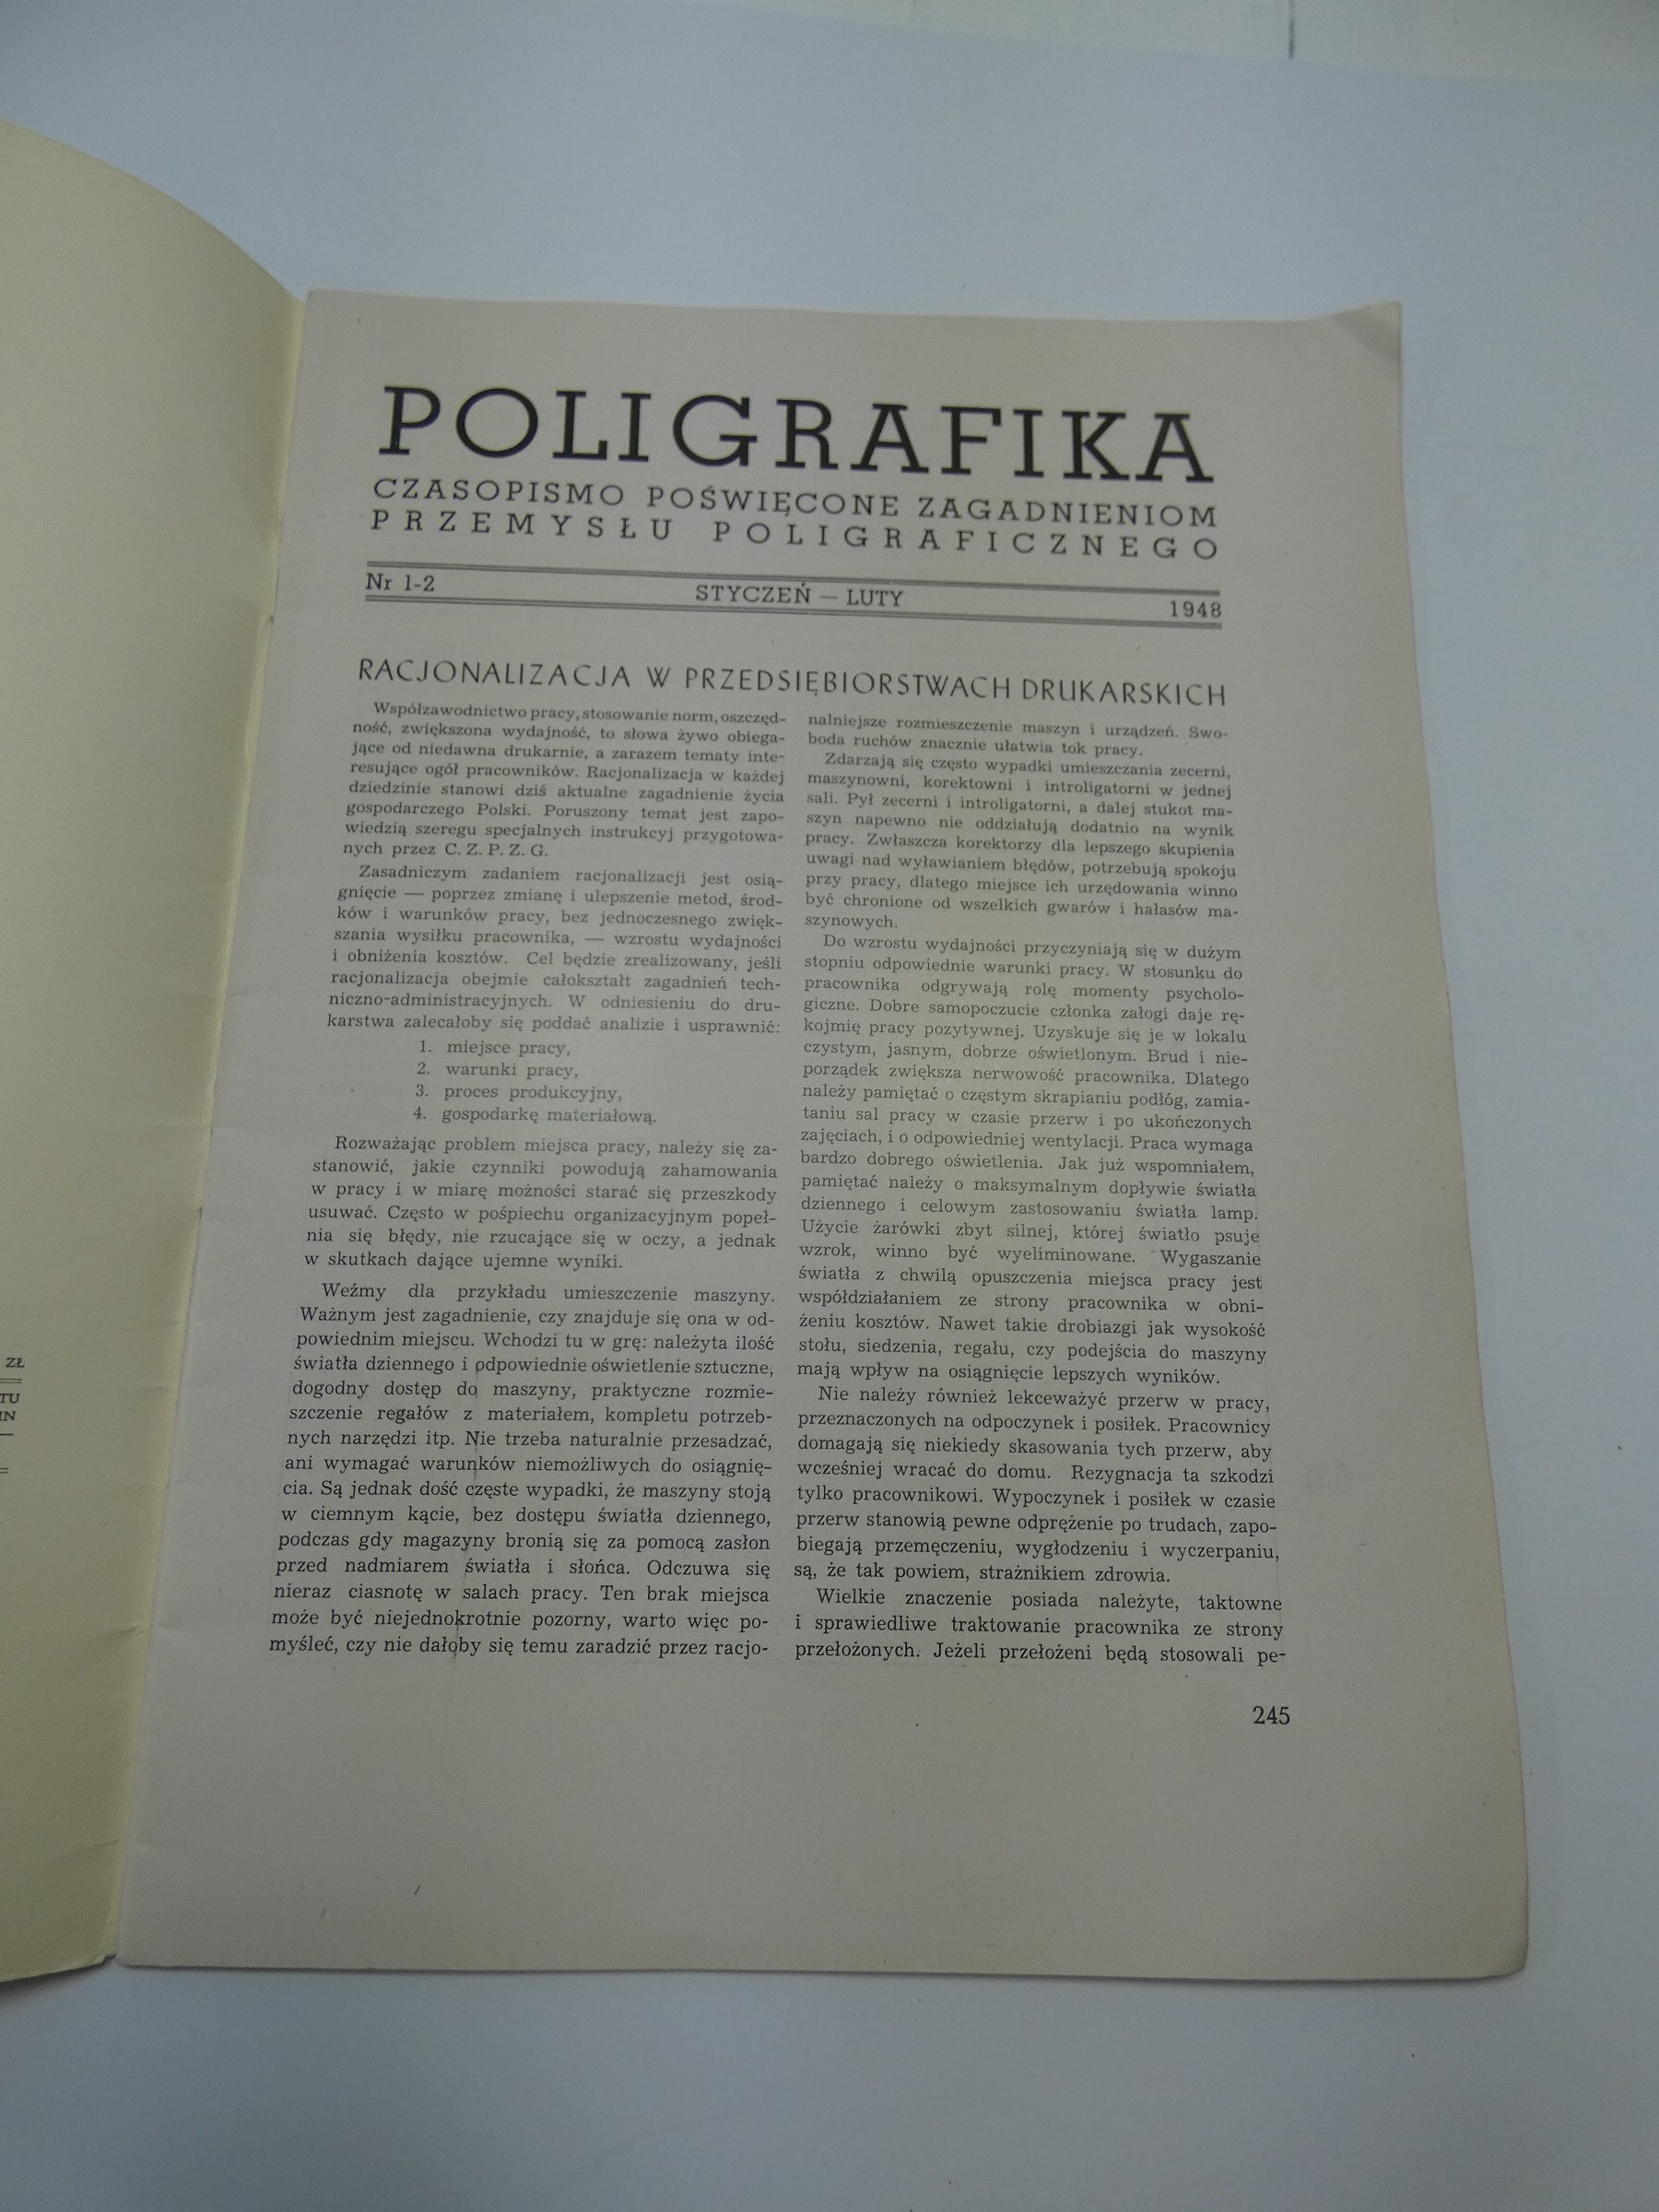 ZŁ
TU
IN
POLIGRAFIKA
CZASOPISMO POŚWIĘCONE ZAGADNIENIOM
PRZEMYSŁU POLIGRAFICZNEGO
Nr 1-2 STYCZEŃ — LUTY 1948
RACJONALIZACJA W PRZEDSIĘBIORSTWACH DRUKARSKICH
Współzawodnictwo pracy, stosowanie norm, oszczęd-
ność, zwiększona wydajność, to słowa żywo obiega-
jące od niedawna drukarnie, a zarazem tematy inte-
resujące ogół pracowników. Racjonalizacja w każdej
dziedzinie stanowi dziś aktualne zagadnienie życia
gospodarczego Polski. Poruszony temat jest zapo-
wiedzią szeregu specjalnych instrukcyj przygotowa-
nych przez C. Z. P. Z. G.
Zasadniczym zadaniem racjonalizacji jest osią-
gnięcie — poprzez zmianę i ulepszenie metod, środ-
ków i warunków pracy, bez jednoczesnego zwięk-
szania wysiłku pracownika, — wzrostu wydajności
i obniżenia kosztów. Cel będzie zrealizowany, jeśli
racjonalizacja obejmie całokształt zagadnień tech-
niczno-administracyjnych. W odniesieniu do dru-
karstwa zalecałoby się poddać analizie i usprawnić:
1. miejsce pracy,
2. warunki pracy,
3. proces produkcyjny,
4. gospodarkę materiałową.
Rozważając problem miejsca pracy, należy się za-
stanowić, jakie czynniki powodują zahamowania
w pracy i w miarę możności starać się przeszkody
usuwać. Często w pośpiechu organizacyjnym popeł-
nia się błędy, nie rzucające się w oczy, a jednak
w skutkach dające ujemne wyniki.
Weźmy dla przykładu umieszczenie maszyny.
Ważnym jest zagadnienie, czy znajduje się ona w od-
powiednim miejscu. Wchodzi tu w grę: należyta ilość
światła dziennego i odpowiednie oświetlenie sztuczne,
dogodny dostęp do maszyny, praktyczne rozmie-
szczenie regałów z materiałem, kompletu potrzeb-
nych narzędzi itp. Nie trzeba naturalnie przesadzać,
ani wymagać warunków niemożliwych do osiągnię-
cia. Są jednak dość częste wypadki, że maszyny stoją
w ciemnym kącie, bez dostępu światła dziennego,
podczas gdy magazyny bronią się za pomocą zasłon
przed nadmiarem światła i słońca. Odczuwa się
nieraz ciasnotę w salach pracy. Ten brak miejsca
może być niejednokrotnie pozorny, warto więc po-
myśleć, czy nie dałoby się temu zaradzić przez racjo-
nalniejsze rozmieszczenie maszyn i urządzeń. Swo-
boda ruchów znacznie ułatwia tok pracy.
Zdarzają się często wypadki umieszczania zecerni,
maszynowni, korektowni i introligatorni w jednej
sali. Pył zecerni i introligatorni, a dalej stukot ma-
szyn napewno nie oddziałują dodatnio na wynik
pracy. Zwłaszcza korektorzy dla lepszego skupienia
uwagi nad wyławianiem błędów, potrzebują spokoju
przy pracy, dlatego miejsce ich urzędowania winno
być chronione od wszelkich gwarów i hałasów ma-
szynowych.
Do wzrostu wydajności przyczyniają się w dużym
stopniu odpowiednie warunki pracy. W stosunku do
pracownika odgrywają rolę momenty psycholo-
giczne. Dobre samopoczucie członka załogi daje rę-
kojmię pracy pozytywnej. Uzyskuje się je w lokalu
czystym, jasnym, dobrze oświetlonym. Brud i nie-
porządek zwiększa nerwowość pracownika. Dlatego
należy pamiętać o częstym skrapianiu podłóg, zamia-
taniu sal pracy w czasie przerw i po ukończonych
zajęciach, i o odpowiedniej wentylacji. Praca wymaga
bardzo dobrego oświetlenia. Jak już wspomniałem,
pamiętać należy o maksymalnym dopływie światła
dziennego i celowym zastosowaniu światła lamp.
Użycie żarówki zbyt silnej, której światło psuje
wzrok, winno być wyeliminowane. Wygaszanie
światła z chwilą opuszczenia miejsca pracy jest
współdziałaniem ze strony pracownika w obni-
żeniu kosztów. Nawet takie drobiazgi jak wysokość
stołu, siedzenia, regału, czy podejścia do maszyny
mają wpływ na osiągnięcie lepszych wyników.
Nie należy również lekceważyć przerw w pracy,
przeznaczonych na odpoczynek i posiłek. Pracownicy
domagają się niekiedy skasowania tych przerw, aby
wcześniej wracać do domu. Rezygnacja ta szkodzi
tylko pracownikowi. Wypoczynek i posiłek w czasie
przerw stanowią pewne odprężenie po trudach, zapo-
biegają przemęczeniu, wygłodzeniu i wyczerpaniu,
są, że tak powiem, strażnikiem zdrowia.
Wielkie znaczenie posiada należyte, taktowne
i sprawiedliwe traktowanie pracownika ze strony
przełożonych. Jeżeli przełożeni będą stosowali pe-
245